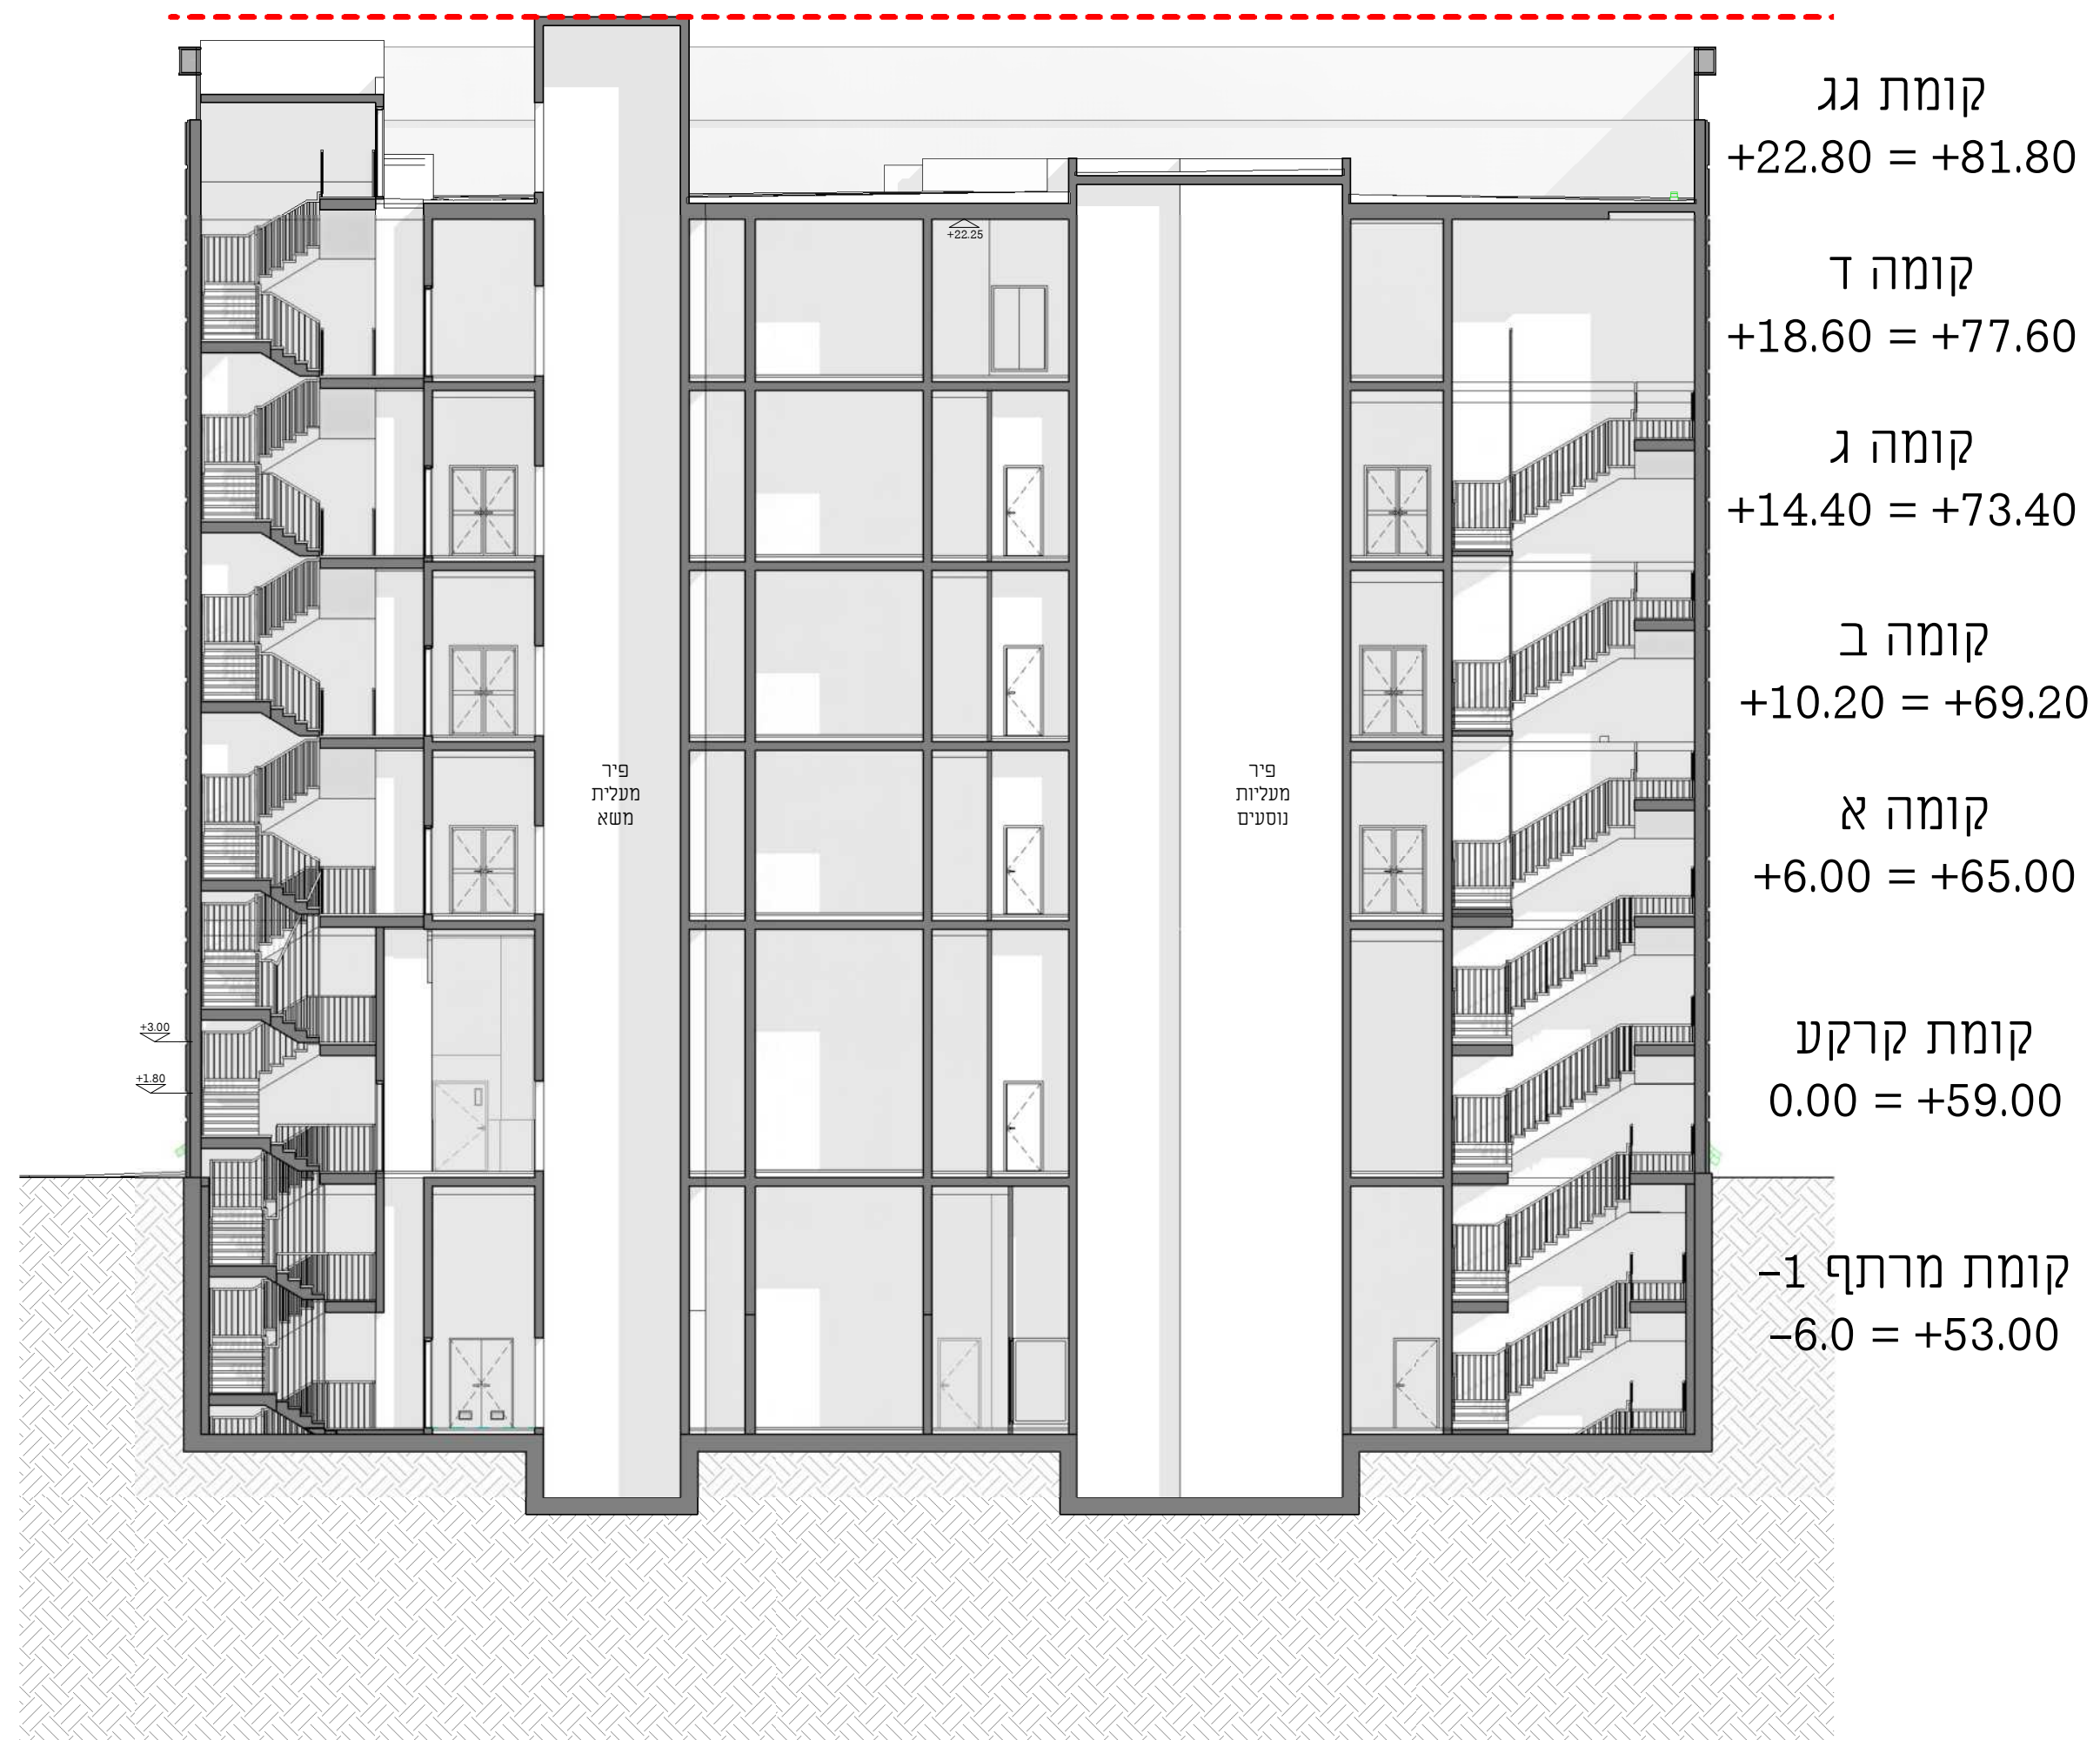 קומת גג
+22.80 = +81.80
+22.25
קומה ד
+18.60 = +77.60
קומה ג
+14.40 = +73.40
קומה ב
+10.20 = +69.20
פיר
מעלית
משא
פיר
מעליות
נוסעים
קומה א
+6.00 = +65.00
+3.00
+1.80
קומת קרקע
0.00 = +59.00
קומת מרתף 1-
-6.0 = +53.00